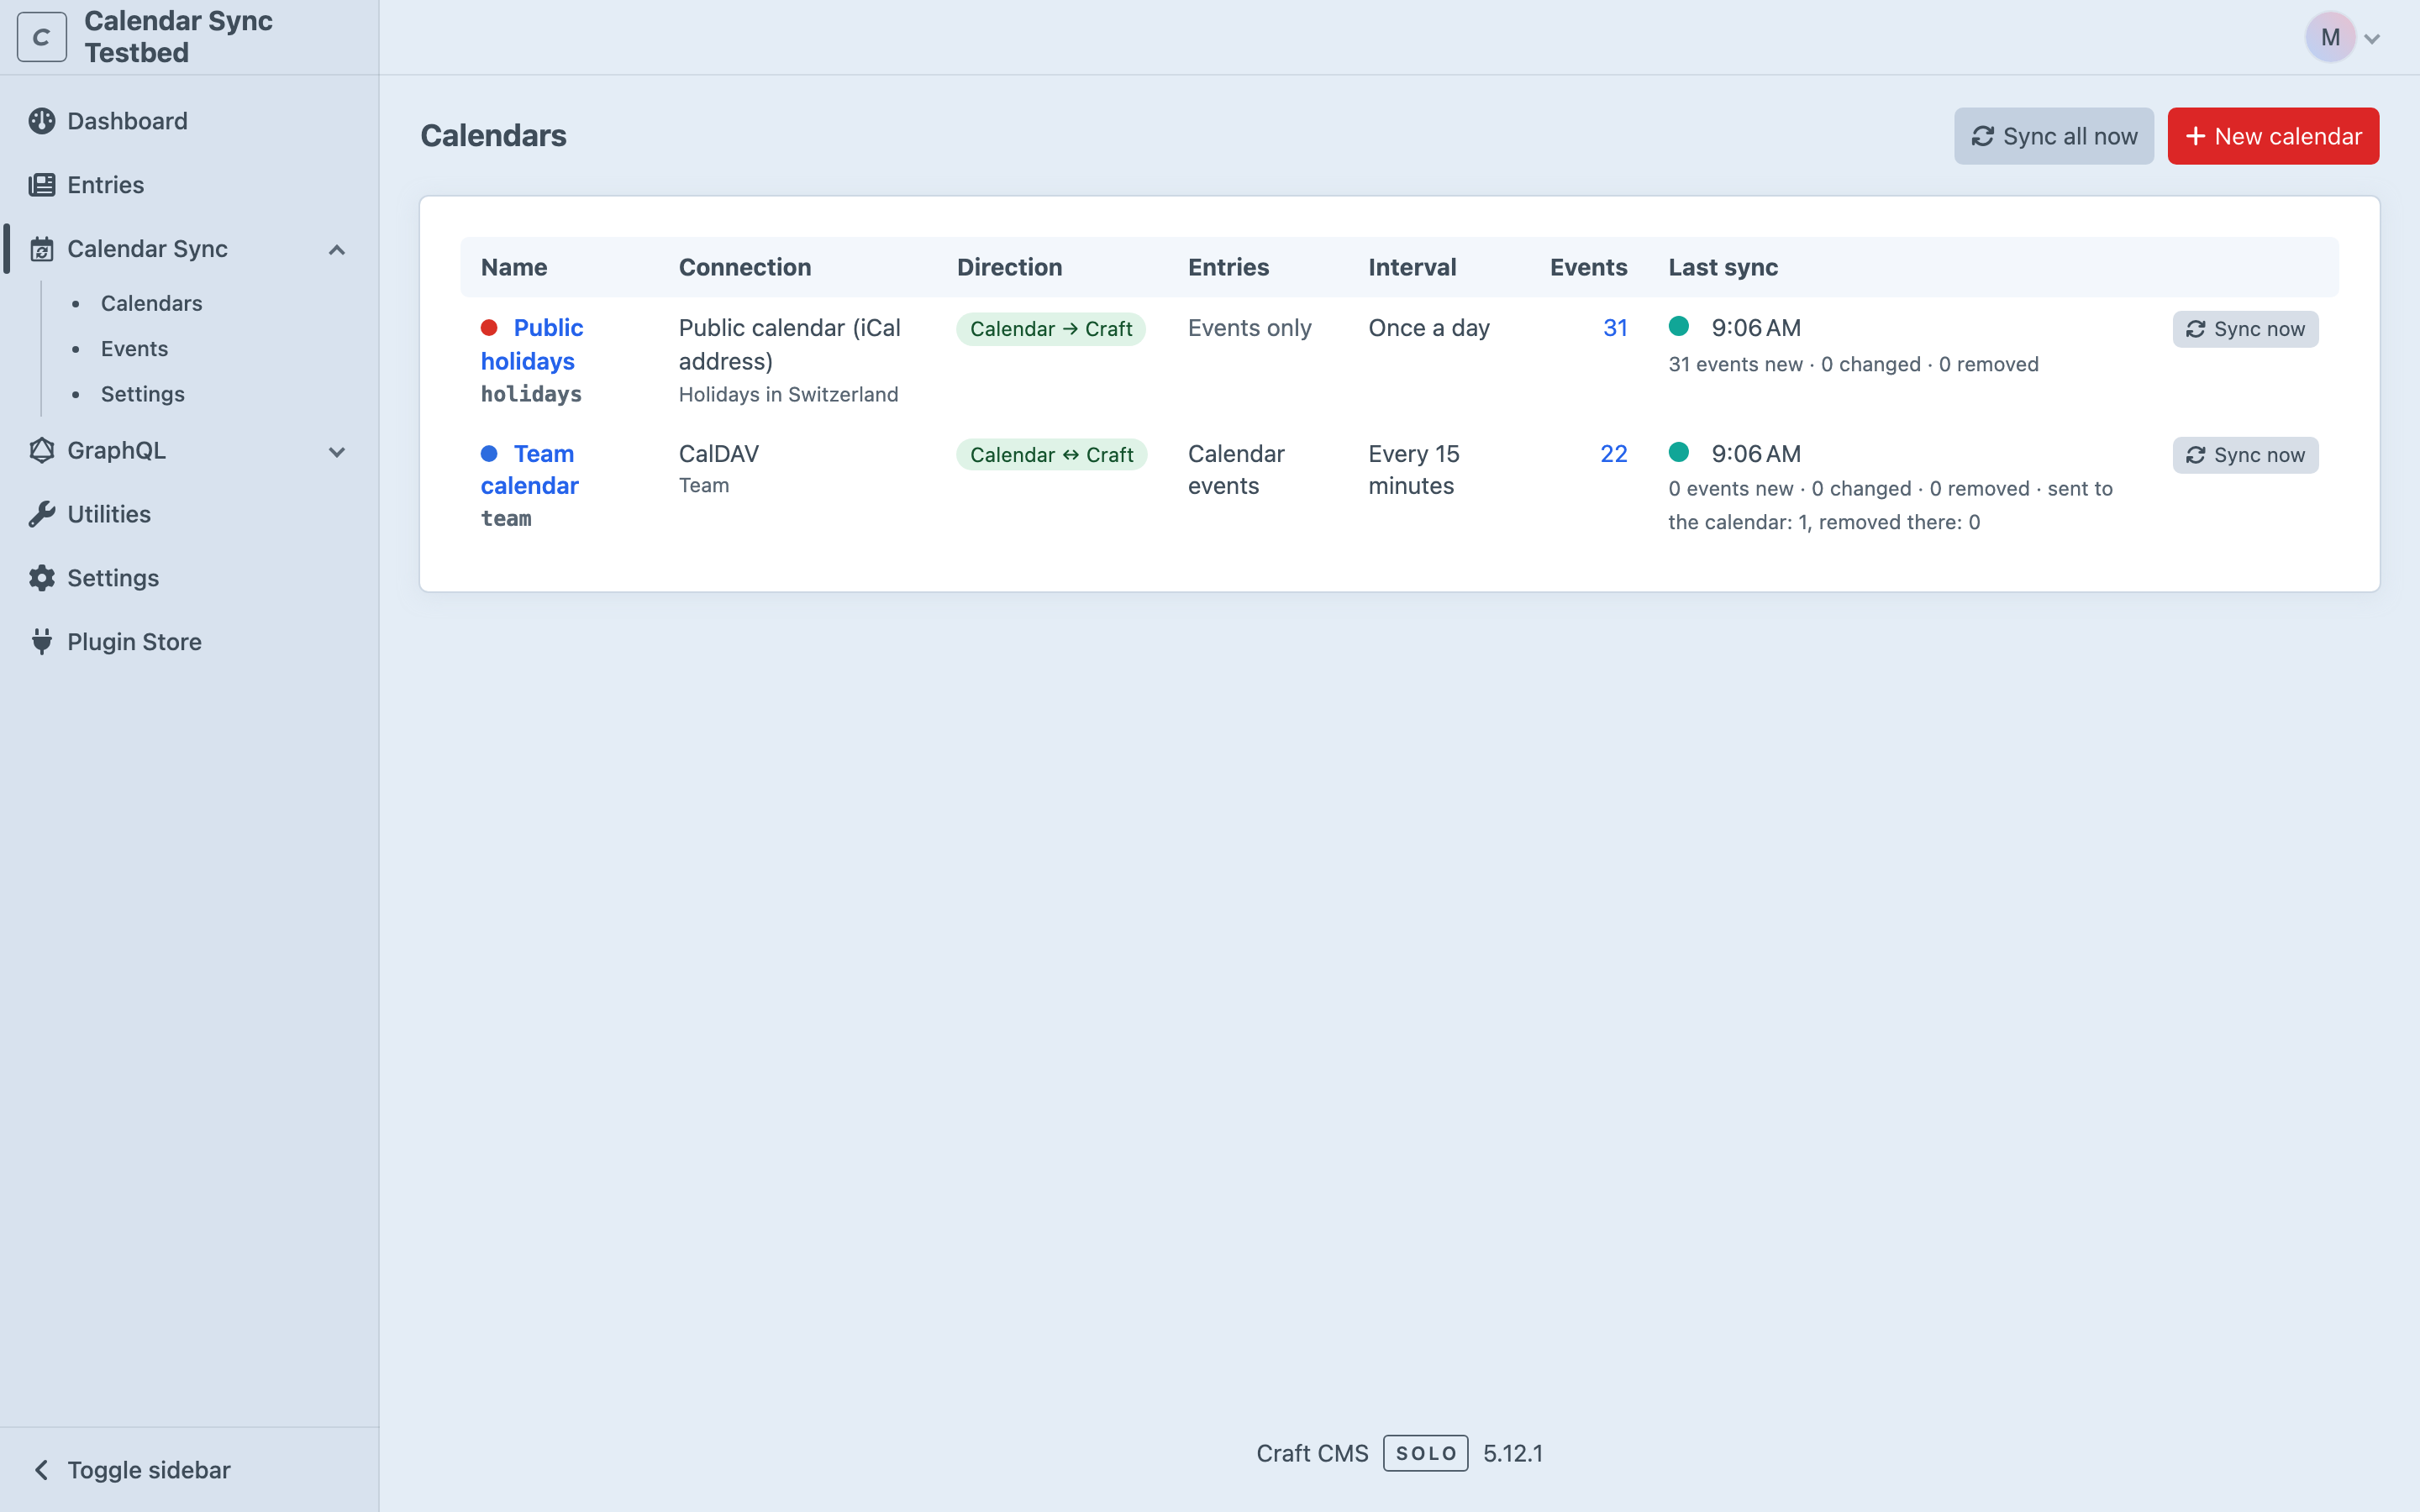 C
Calendar Sync
Testbed
M
Dashboard
Entries
Calendar Sync
Calendars
Events
Settings
GraphQL
Utilities
Settings
Plugin Store
Toggle sidebar
Calendars
Sync all now
New calendar
Name Connection Direction Entries Interval Events Last sync
Public
holidays
holidays
Public calendar (iCal
address)
Holidays in Switzerland
Calendar → Craft
Events only
Once a day
31
9:06 AM
31 events new · 0 changed · 0 removed
Sync now
Team
calendar
team
CalDAV
Team
Calendar ↔ Craft
Calendar
events
Every 15
minutes
22
9:06 AM
0 events new · 0 changed · 0 removed · sent to
the calendar: 1, removed there: 0
Sync now
Craft CMS SOLO 5.12.1